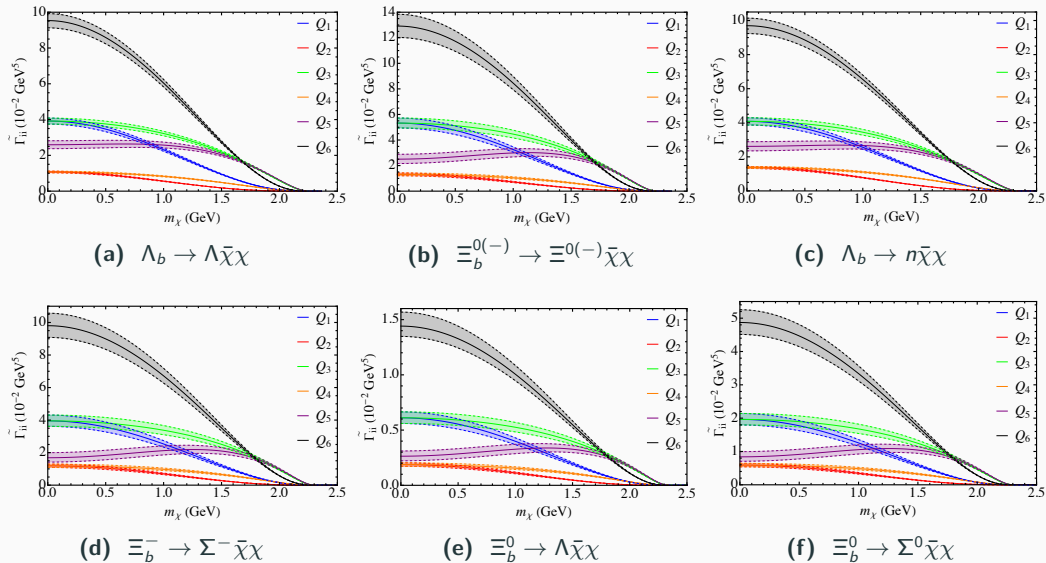 10
8
6
4
2
0
Γ̃ii (10⁻² GeV⁵)
0.0 0.5 1.0 1.5 2.0 2.5
mχ (GeV)
Q1
Q2
Q3
Q4
Q5
Q6
(a) Λb → Λχ̄χ
14
12
10
8
6
4
2
0
Γ̃ii (10⁻² GeV⁵)
0.0 0.5 1.0 1.5 2.0 2.5
mχ (GeV)
Q1
Q2
Q3
Q4
Q5
Q6
(b) Ξb⁰⁽⁻⁾ → Ξ⁰⁽⁻⁾χ̄χ
10
8
6
4
2
0
Γ̃ii (10⁻² GeV⁵)
0.0 0.5 1.0 1.5 2.0 2.5
mχ (GeV)
Q1
Q2
Q3
Q4
Q5
Q6
(c) Λb → nχ̄χ
10
8
6
4
2
0
Γ̃ii (10⁻² GeV⁵)
0.0 0.5 1.0 1.5 2.0 2.5
mχ (GeV)
Q1
Q2
Q3
Q4
Q5
Q6
(d) Ξb⁻ → Σ⁻χ̄χ
1.5
1.0
0.5
0.0
Γ̃ii (10⁻² GeV⁵)
0.0 0.5 1.0 1.5 2.0 2.5
mχ (GeV)
Q1
Q2
Q3
Q4
Q5
Q6
(e) Ξb⁰ → Λχ̄χ
5
4
3
2
1
0
Γ̃ii (10⁻² GeV⁵)
0.0 0.5 1.0 1.5 2.0 2.5
mχ (GeV)
Q1
Q2
Q3
Q4
Q5
Q6
(f) Ξb⁰ → Σ⁰χ̄χ